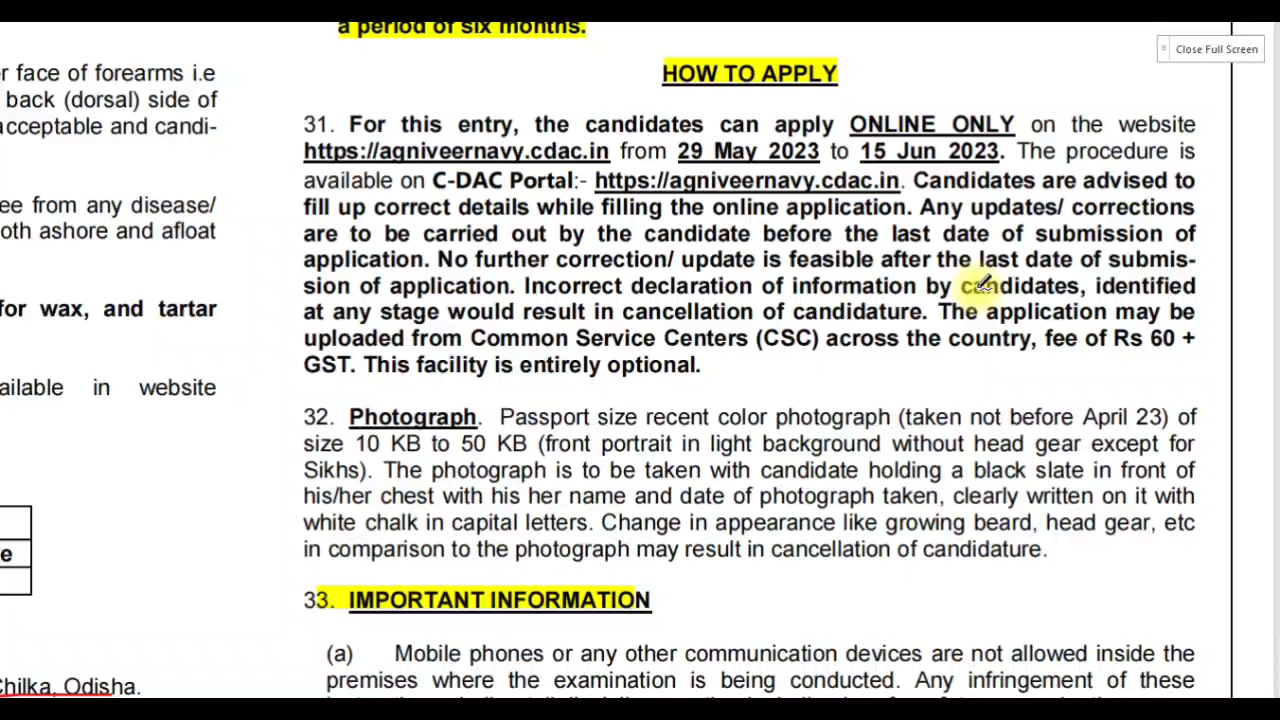 a period of six months.
Close Full Screen
r face of forearms i.e
back (dorsal) side of
acceptable and candi-
ee from any disease/
oth ashore and afloat
for wax, and tartar
ailable in website
e
Chilka, Odisha.
HOW TO APPLY
31. For this entry, the candidates can apply ONLINE ONLY on the website
https://agniveernavy.cdac.in from 29 May 2023 to 15 Jun 2023. The procedure is
available on C-DAC Portal:- https://agniveernavy.cdac.in. Candidates are advised to
fill up correct details while filling the online application. Any updates/ corrections
are to be carried out by the candidate before the last date of submission of
application. No further correction/ update is feasible after the last date of submis-
sion of application. Incorrect declaration of information by candidates, identified
at any stage would result in cancellation of candidature. The application may be
uploaded from Common Service Centers (CSC) across the country, fee of Rs 60 +
GST. This facility is entirely optional.
32. Photograph. Passport size recent color photograph (taken not before April 23) of
size 10 KB to 50 KB (front portrait in light background without head gear except for
Sikhs). The photograph is to be taken with candidate holding a black slate in front of
his/her chest with his her name and date of photograph taken, clearly written on it with
white chalk in capital letters. Change in appearance like growing beard, head gear, etc
in comparison to the photograph may result in cancellation of candidature.
33. IMPORTANT INFORMATION
(a) Mobile phones or any other communication devices are not allowed inside the
premises where the examination is being conducted. Any infringement of these